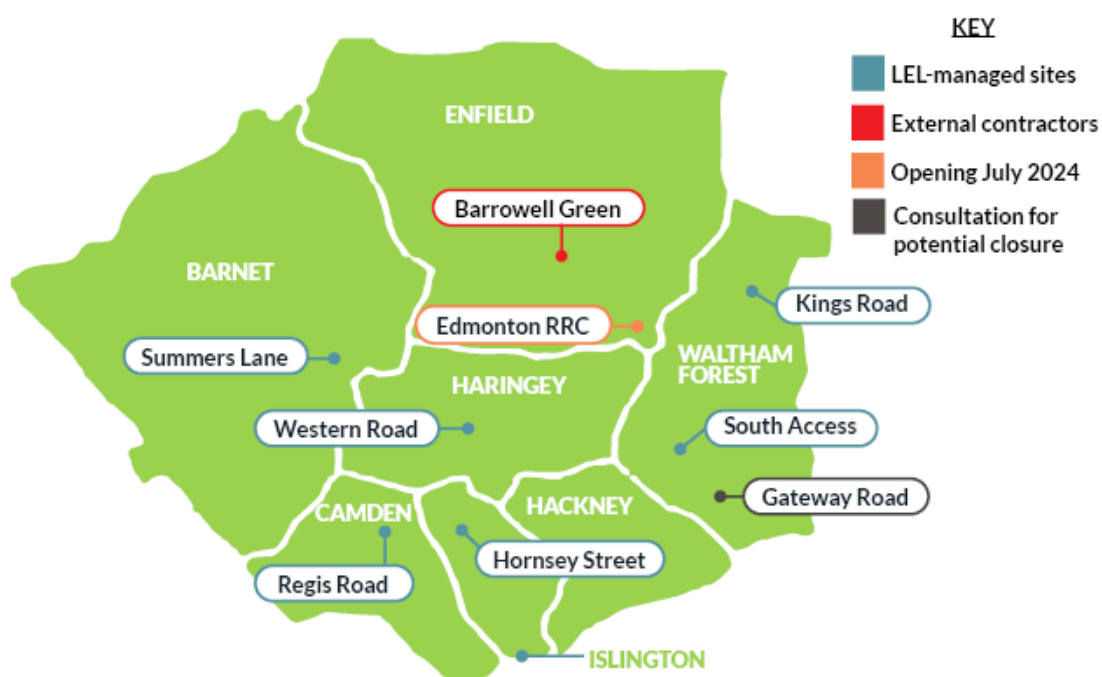 KEY
LEL-managed sites
External contractors
Opening July 2024
Consultation for
potential closure
ENFIELD
Barrowell Green
BARNET
Kings Road
Edmonton RRC
Summers Lane
WALTHAM
FOREST
HARINGEY
Western Road
South Access
Gateway Road
CAMDEN
HACKNEY
Hornsey Street
Regis Road
ISLINGTON